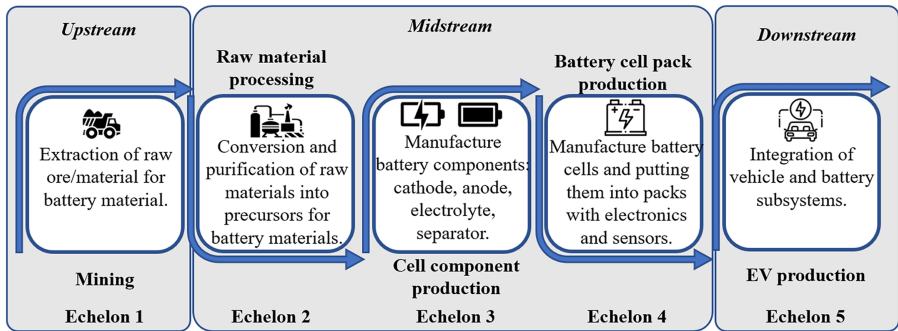 Upstream
Midstream
Downstream
Raw material
processing
Battery cell pack
production
Extraction of raw
ore/material for
battery material.
Conversion and
purification of raw
materials into
precursors for
battery materials.
Manufacture
battery components:
cathode, anode,
electrolyte,
separator.
Manufacture battery
cells and putting
them into packs
with electronics
and sensors.
Integration of
vehicle and battery
subsystems.
Mining
Cell component
production
EV production
Echelon 1
Echelon 2
Echelon 3
Echelon 4
Echelon 5